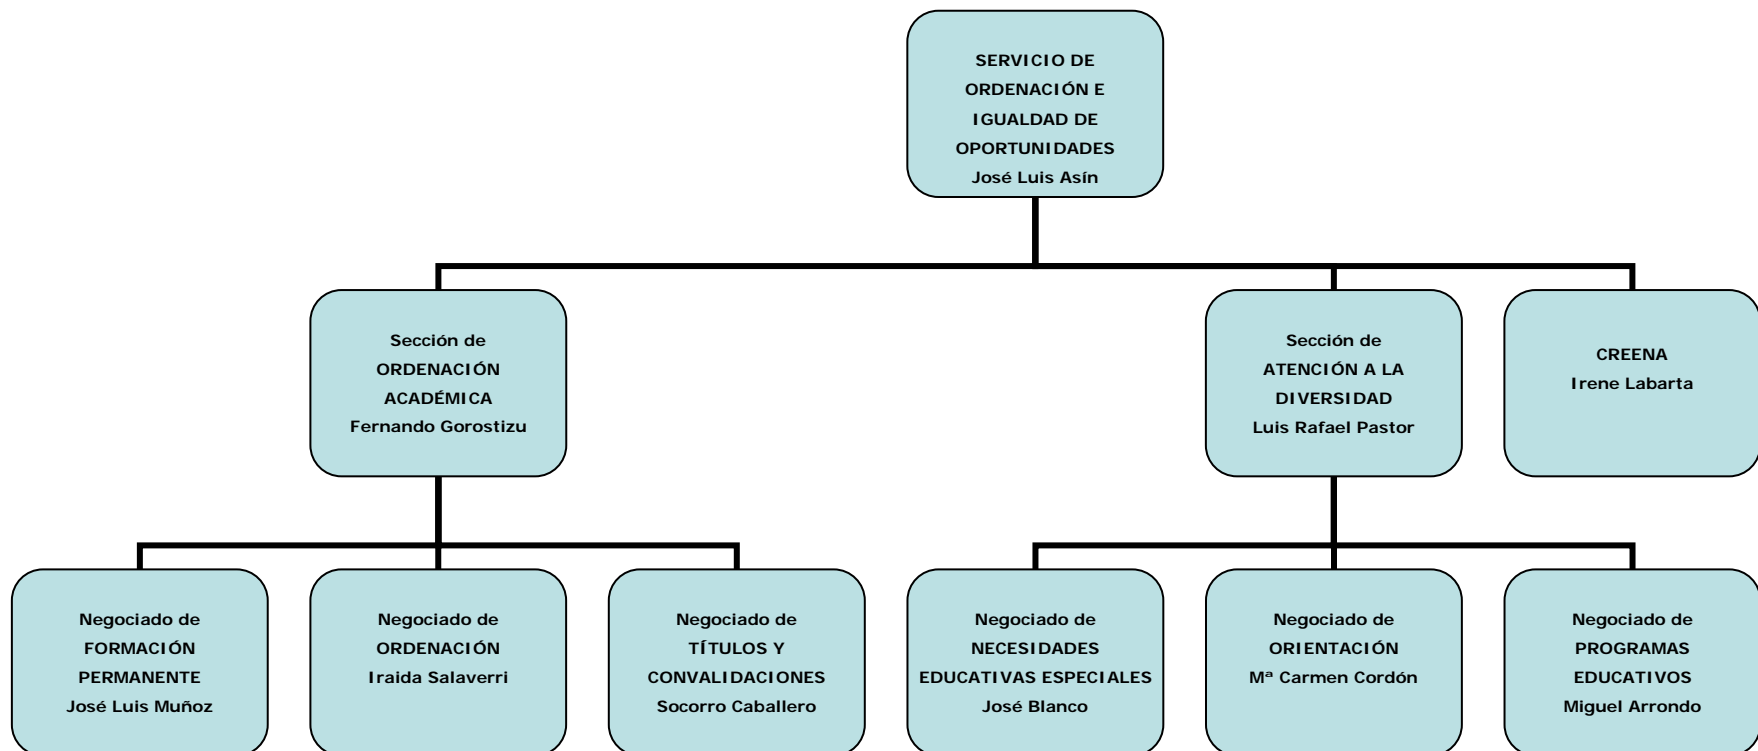 SERVICIO DE
ORDENACIÓN E
IGUALDAD DE
OPORTUNIDADES
José Luis Asín
Sección de
ORDENACIÓN
ACADÉMICA
Fernando Gorostizu
Sección de
ATENCIÓN A LA
DIVERSIDAD
Luis Rafael Pastor
CREENA
Irene Labarta
Negociado de
FORMACIÓN
PERMANENTE
José Luis Muñoz
Negociado de
ORDENACIÓN
Iraida Salaverri
Negociado de
TÍTULOS Y
CONVALIDACIONES
Socorro Caballero
Negociado de
NECESIDADES
EDUCATIVAS ESPECIALES
José Blanco
Negociado de
ORIENTACIÓN
Mª Carmen Cordón
Negociado de
PROGRAMAS
EDUCATIVOS
Miguel Arrondo